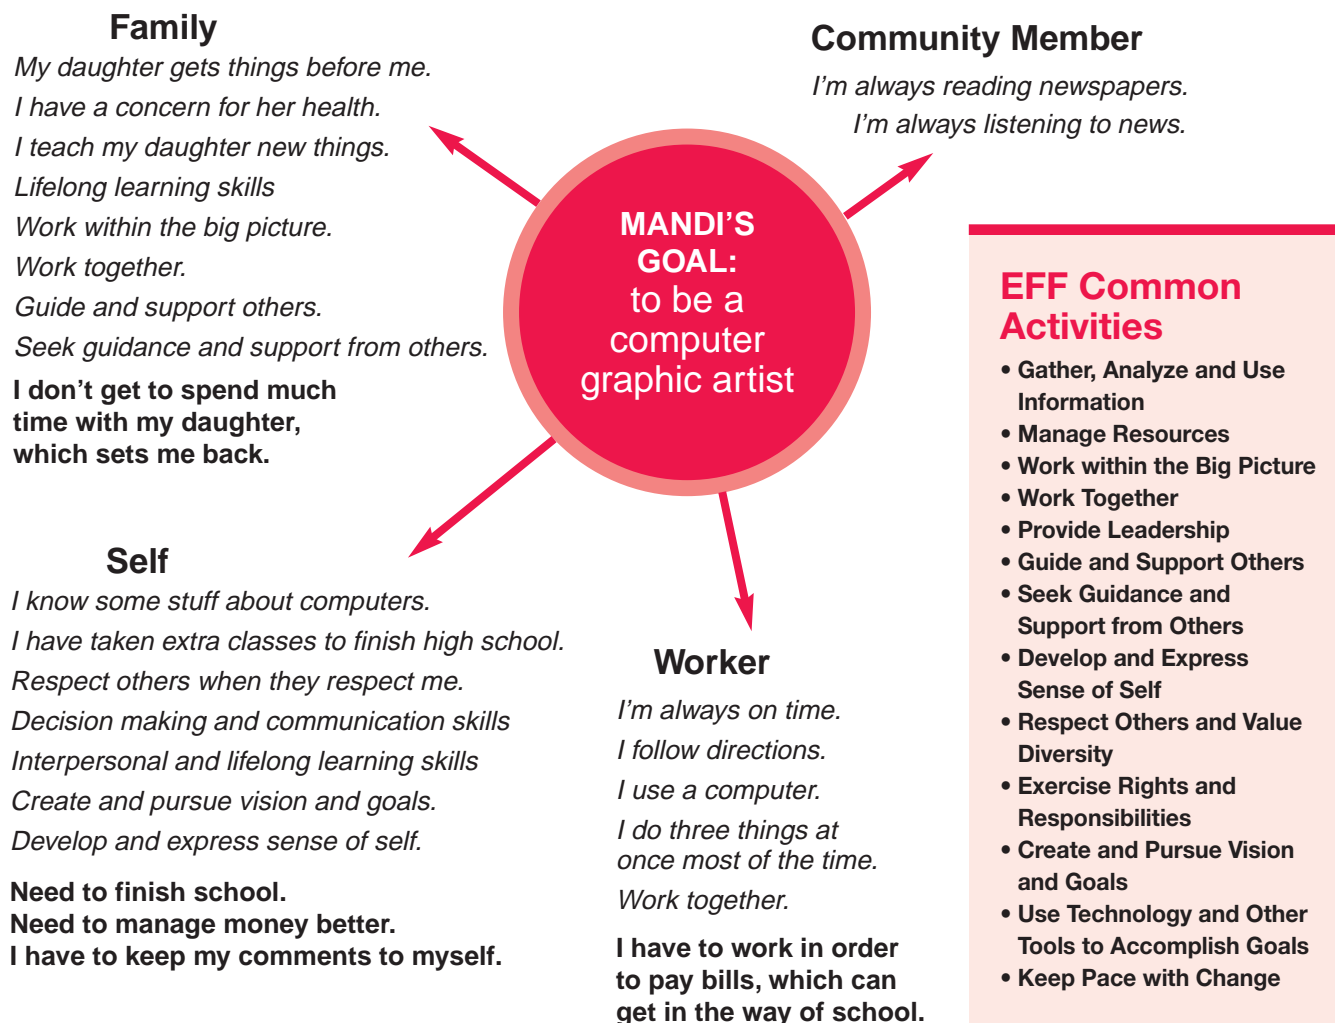 Family
My daughter gets things before me.
I have a concern for her health.
I teach my daughter new things.
Lifelong learning skills
Work within the big picture.
Work together.
Guide and support others.
Seek guidance and support from others.
I don’t get to spend much
time with my daughter,
which sets me back.
Community Member
I’m always reading newspapers.
I’m always listening to news.
MANDI’S
GOAL:
to be a
computer
graphic artist
Self
I know some stuff about computers.
I have taken extra classes to finish high school.
Respect others when they respect me.
Decision making and communication skills
Interpersonal and lifelong learning skills
Create and pursue vision and goals.
Develop and express sense of self.
Need to finish school.
Need to manage money better.
I have to keep my comments to myself.
Worker
I’m always on time.
I follow directions.
I use a computer.
I do three things at
once most of the time.
Work together.
I have to work in order
to pay bills, which can
get in the way of school.
EFF Common
Activities
• Gather, Analyze and Use
Information
• Manage Resources
• Work within the Big Picture
• Work Together
• Provide Leadership
• Guide and Support Others
• Seek Guidance and
Support from Others
• Develop and Express
Sense of Self
• Respect Others and Value
Diversity
• Exercise Rights and
Responsibilities
• Create and Pursue Vision
and Goals
• Use Technology and Other
Tools to Accomplish Goals
• Keep Pace with Change